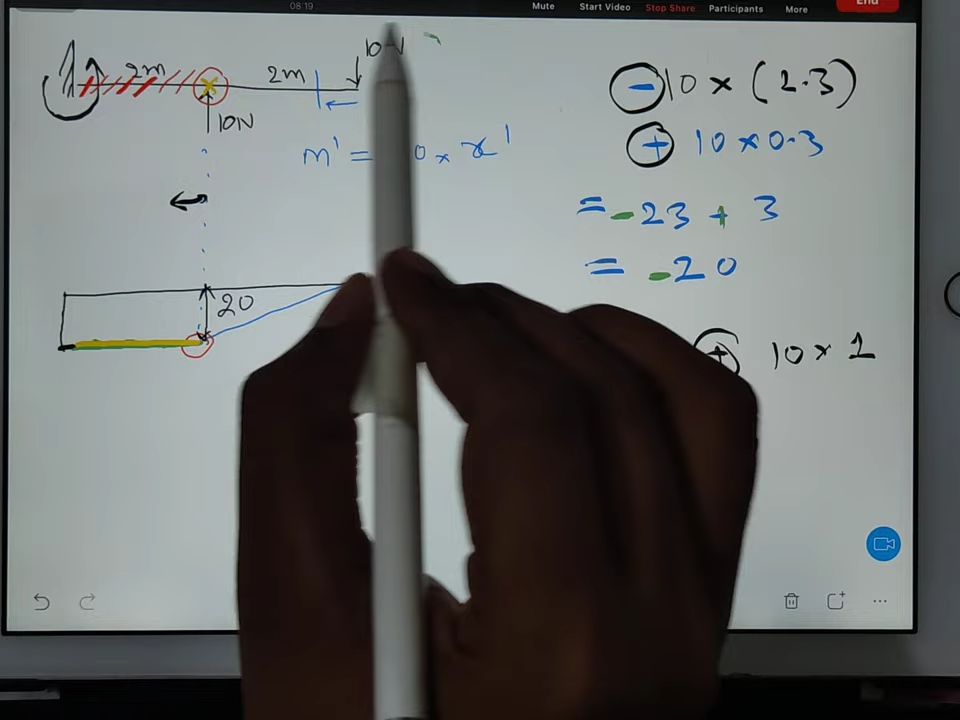 08:19
Mute Start Video Stop Share Participants More End
2m 2m
10N
m' = 0 × x'
20
- 10 × (2.3)
+ 10 × 0.3
= -23 + 3
= -20
+ 10 × 1